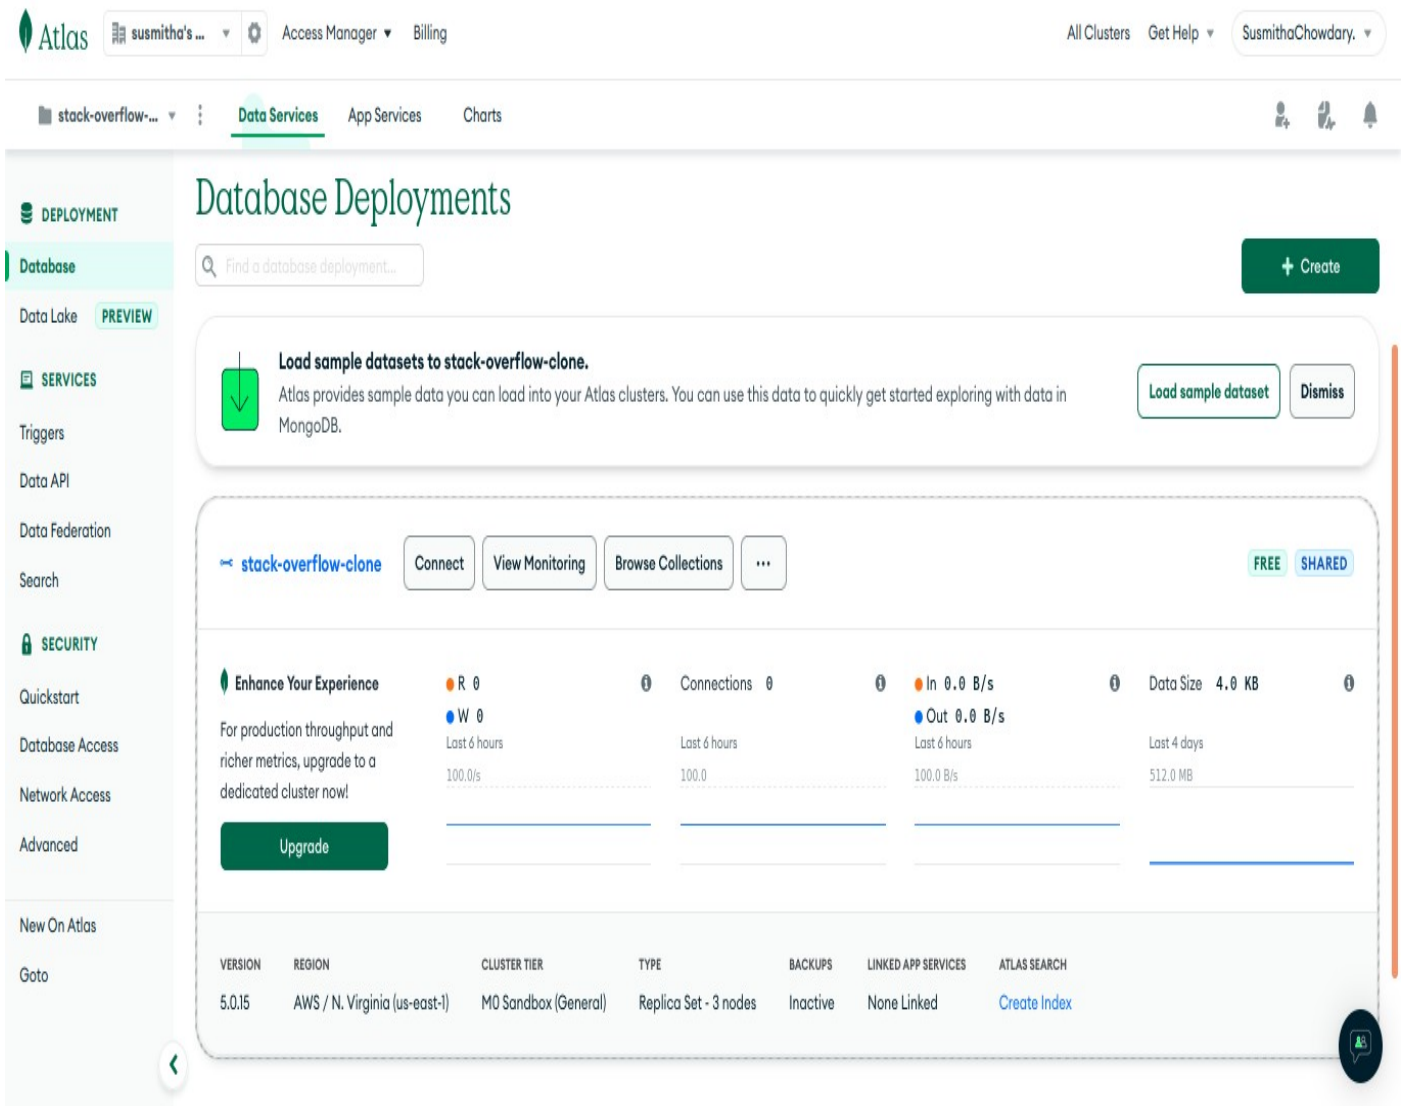 Atlas
susmitha's ...
Access Manager
Billing
All Clusters
Get Help
SusmithaChowdary.
stack-overflow-...
Data Services
App Services
Charts
DEPLOYMENT
Database
Data Lake PREVIEW
SERVICES
Triggers
Data API
Data Federation
Search
SECURITY
Quickstart
Database Access
Network Access
Advanced
New On Atlas
Goto
Database Deployments
Find a database deployment...
+ Create
Load sample datasets to stack-overflow-clone.
Atlas provides sample data you can load into your Atlas clusters. You can use this data to quickly get started exploring with data in
MongoDB.
Load sample dataset
Dismiss
stack-overflow-clone
Connect
View Monitoring
Browse Collections
...
FREE
SHARED
Enhance Your Experience
For production throughput and
richer metrics, upgrade to a
dedicated cluster now!
Upgrade
R 0
W 0
Last 6 hours
100.0/s
Connections 0
Last 6 hours
100.0
In 0.0 B/s
Out 0.0 B/s
Last 6 hours
100.0 B/s
Data Size 4.0 KB
Last 4 days
512.0 MB
VERSION
5.0.15
REGION
AWS / N. Virginia (us-east-1)
CLUSTER TIER
M0 Sandbox (General)
TYPE
Replica Set - 3 nodes
BACKUPS
Inactive
LINKED APP SERVICES
None Linked
ATLAS SEARCH
Create Index